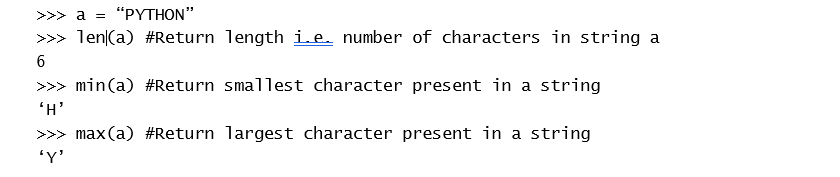 >>> a = “PYTHON”
>>> len(a) #Return length i.e. number of characters in string a
6
>>> min(a) #Return smallest character present in a string
‘H’
>>> max(a) #Return largest character present in a string
‘Y’